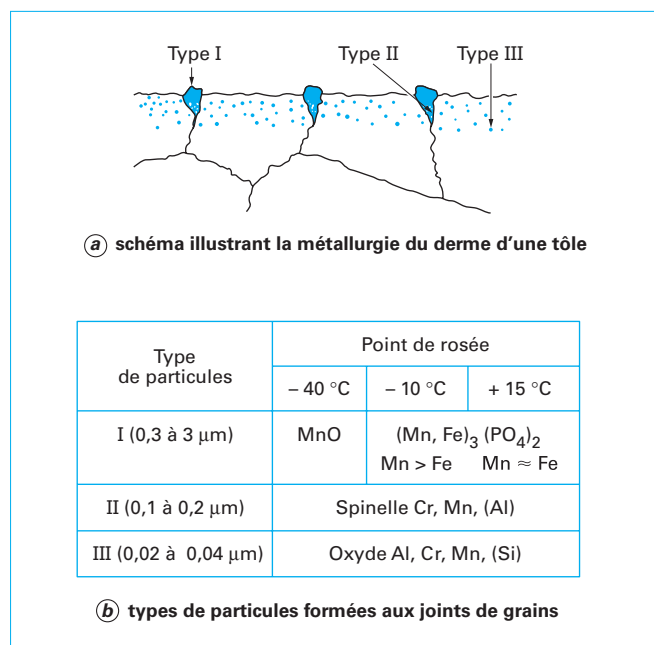 Type I Type II Type III
a schéma illustrant la métallurgie du derme d'une tôle
Type
de particules
Point de rosée
– 40 °C – 10 °C + 15 °C
I (0,3 à 3 μm) MnO (Mn, Fe)3 (PO4)2
Mn > Fe Mn ≈ Fe
II (0,1 à 0,2 μm) Spinelle Cr, Mn, (Al)
III (0,02 à 0,04 μm) Oxyde Al, Cr, Mn, (Si)
b types de particules formées aux joints de grains